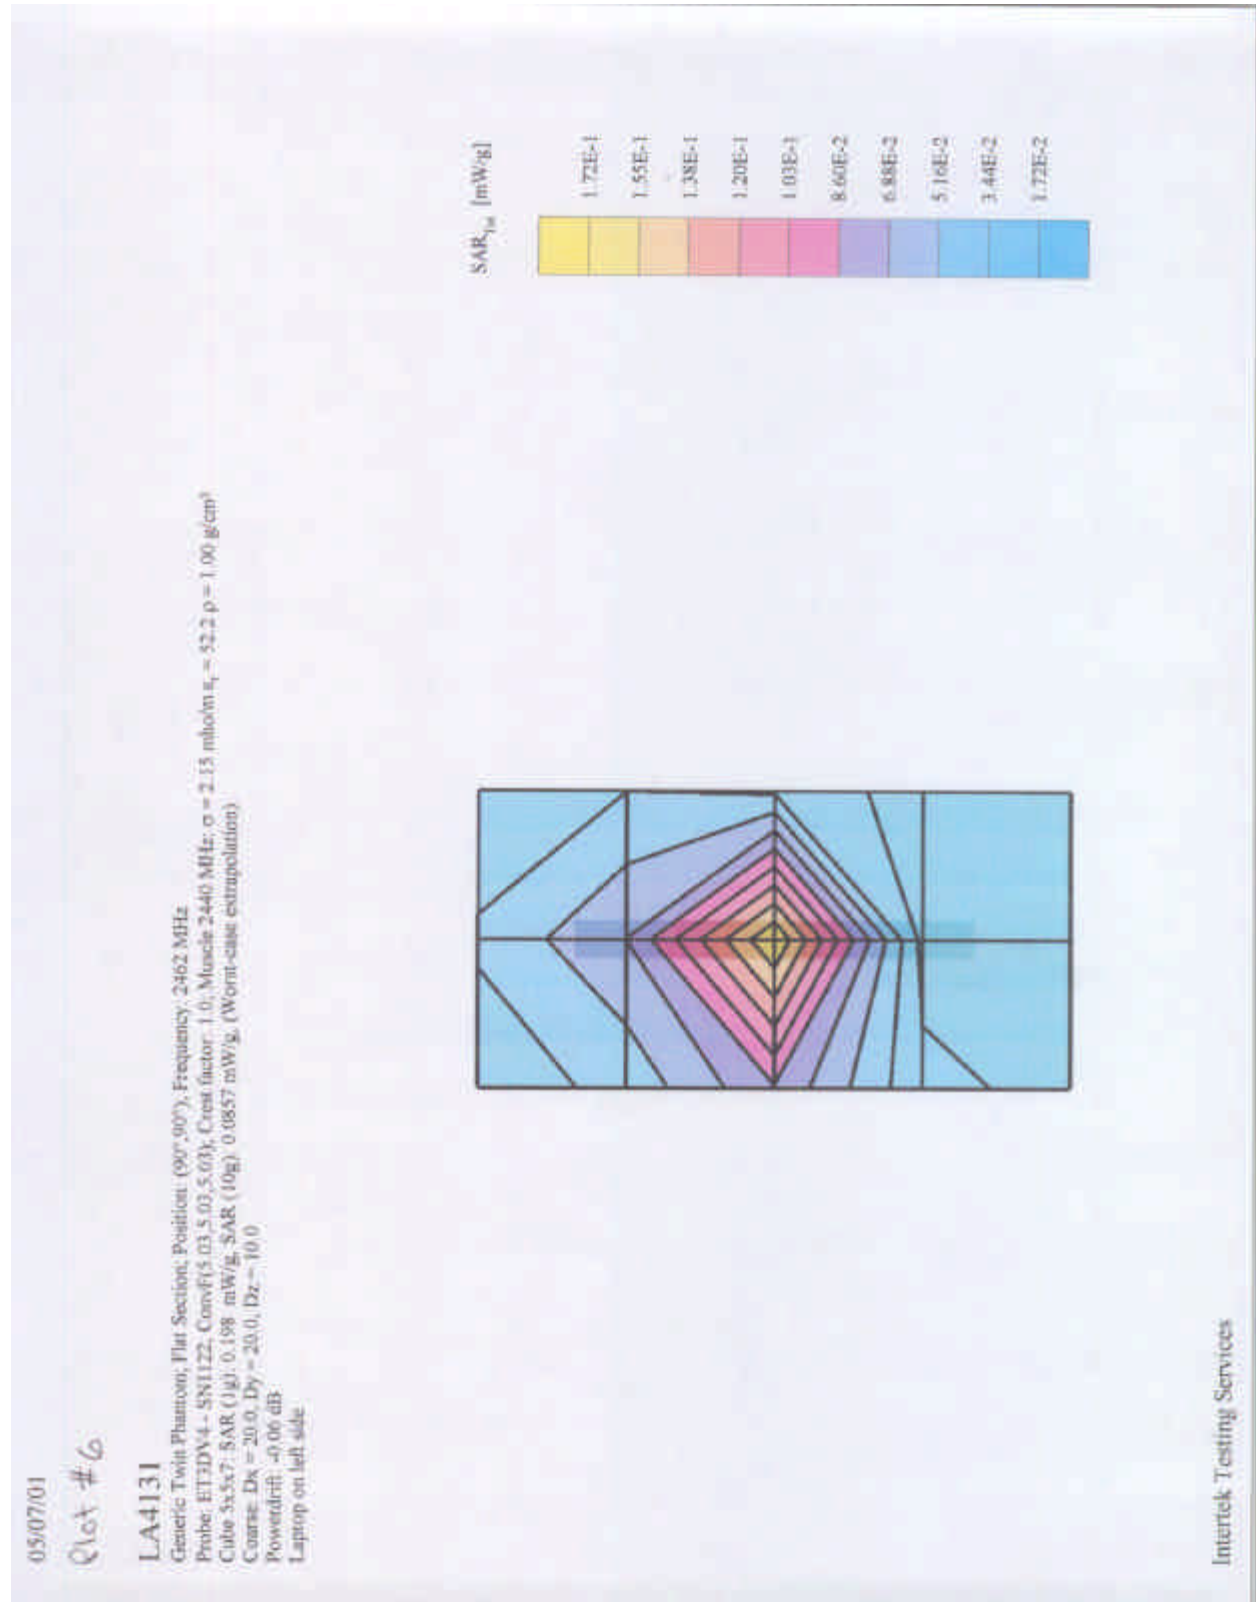 05/07/01
Plot #6
LA4131
Generic Twin Phantom; Flat Section; Position: (90°,90°); Frequency: 2462 MHz
Probe: ET3DV4 - SN1122; ConvF(5.03,5.03,5.03); Crest factor: 1.0; Muscle 2440 MHz: σ = 2.15 mho/m εr = 52.2 ρ = 1.00 g/cm³
Cube 5x5x7: SAR (1g): 0.198 mW/g, SAR (10g): 0.0857 mW/g, (Worst-case extrapolation)
Coarse: Dx = 20.0, Dy = 20.0, Dz = 10.0
Powerdrift: -0.06 dB
Laptop on left side
SARTot [mW/g]
1.72E-1
1.55E-1
1.38E-1
1.20E-1
1.03E-1
8.60E-2
6.88E-2
5.16E-2
3.44E-2
1.72E-2
Intertek Testing Services